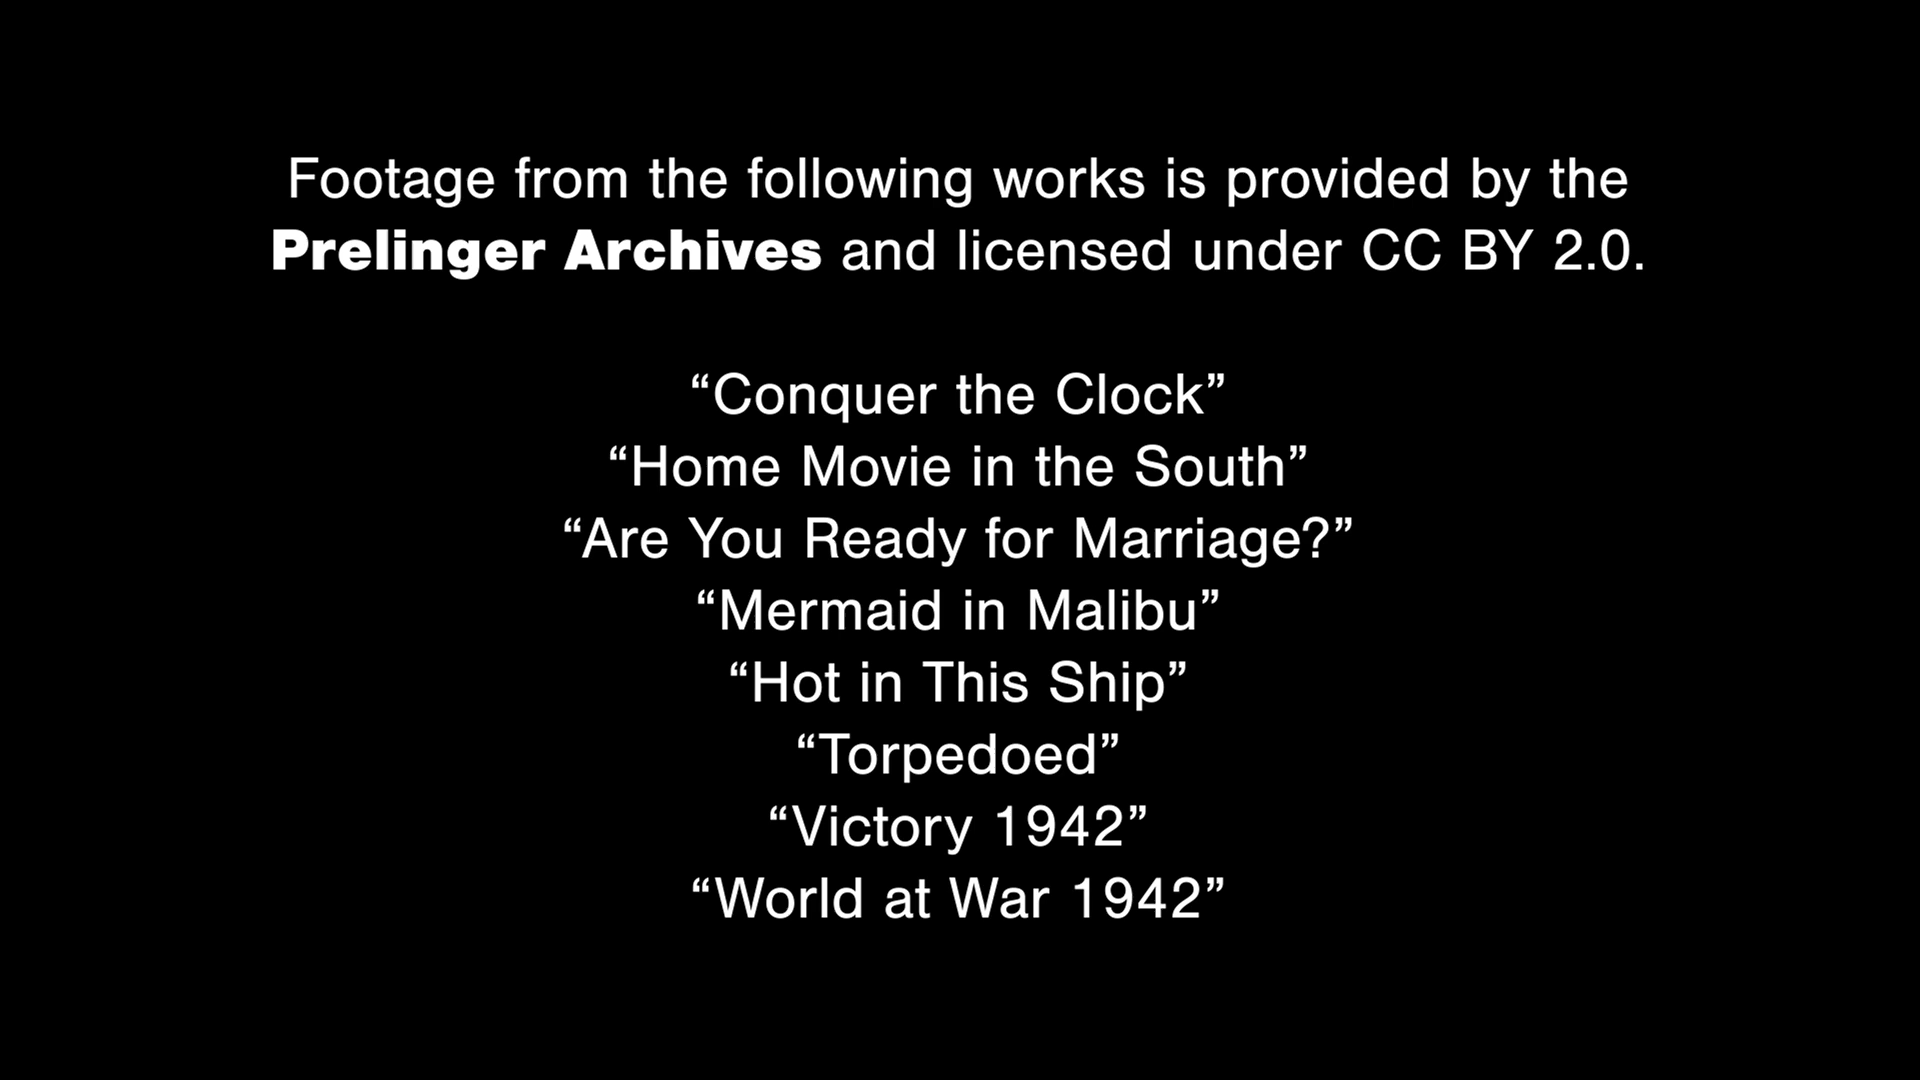 Footage from the following works is provided by the
Prelinger Archives and licensed under CC BY 2.0.
“Conquer the Clock”
“Home Movie in the South”
“Are You Ready for Marriage?”
“Mermaid in Malibu”
“Hot in This Ship”
“Torpedoed”
“Victory 1942”
“World at War 1942”